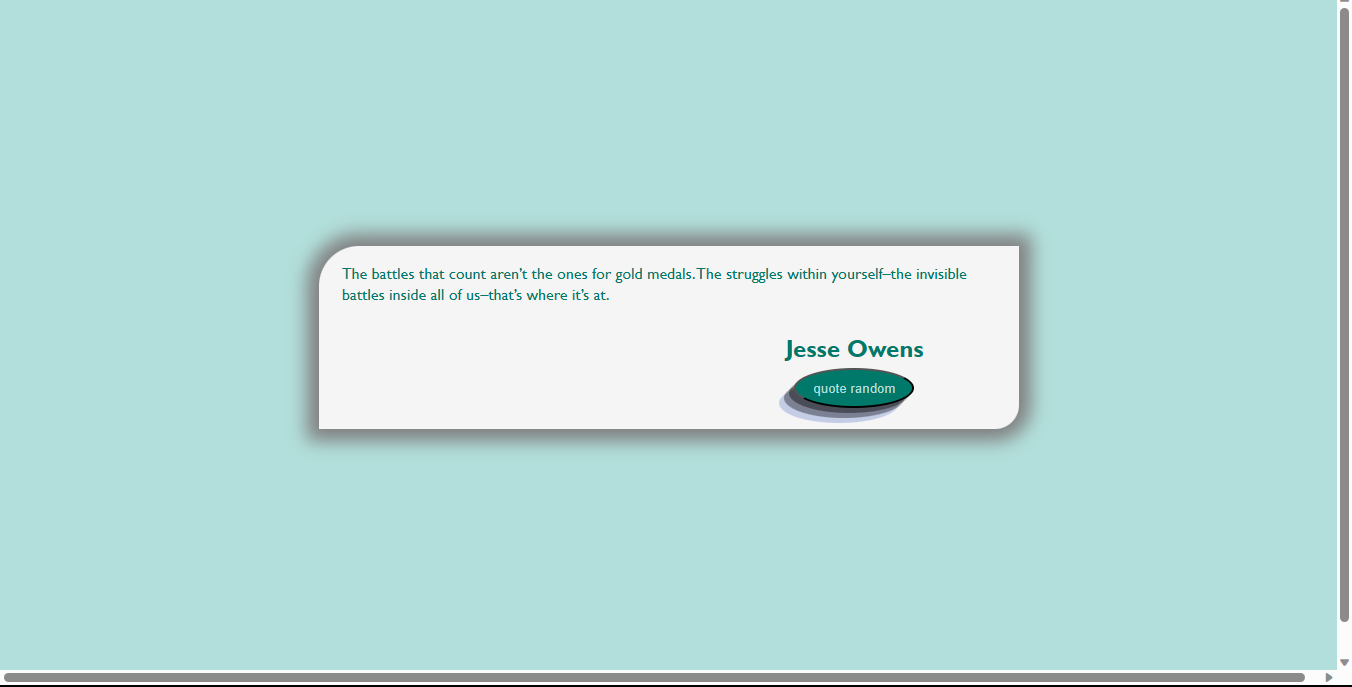 The battles that count aren’t the ones for gold medals. The struggles within yourself–the invisible
battles inside all of us–that’s where it’s at.
Jesse Owens
quote random